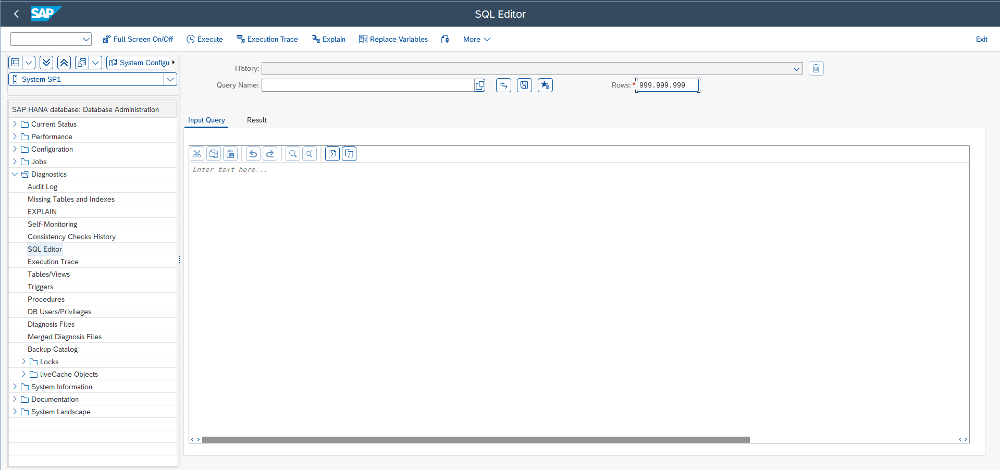 SAP
SQL Editor
Full Screen On/Off
Execute
Execution Trace
Explain
Replace Variables
More
Exit
System Configu
System SP1
History:
Query Name:
Rows:* 999.999.999
SAP HANA database: Database Administration
Current Status
Performance
Configuration
Jobs
Diagnostics
Audit Log
Missing Tables and Indexes
EXPLAIN
Self-Monitoring
Consistency Checks History
SQL Editor
Execution Trace
Tables/Views
Triggers
Procedures
DB Users/Privileges
Diagnosis Files
Merged Diagnosis Files
Backup Catalog
Locks
liveCache Objects
System Information
Documentation
System Landscape
Input Query
Result
Enter text here...